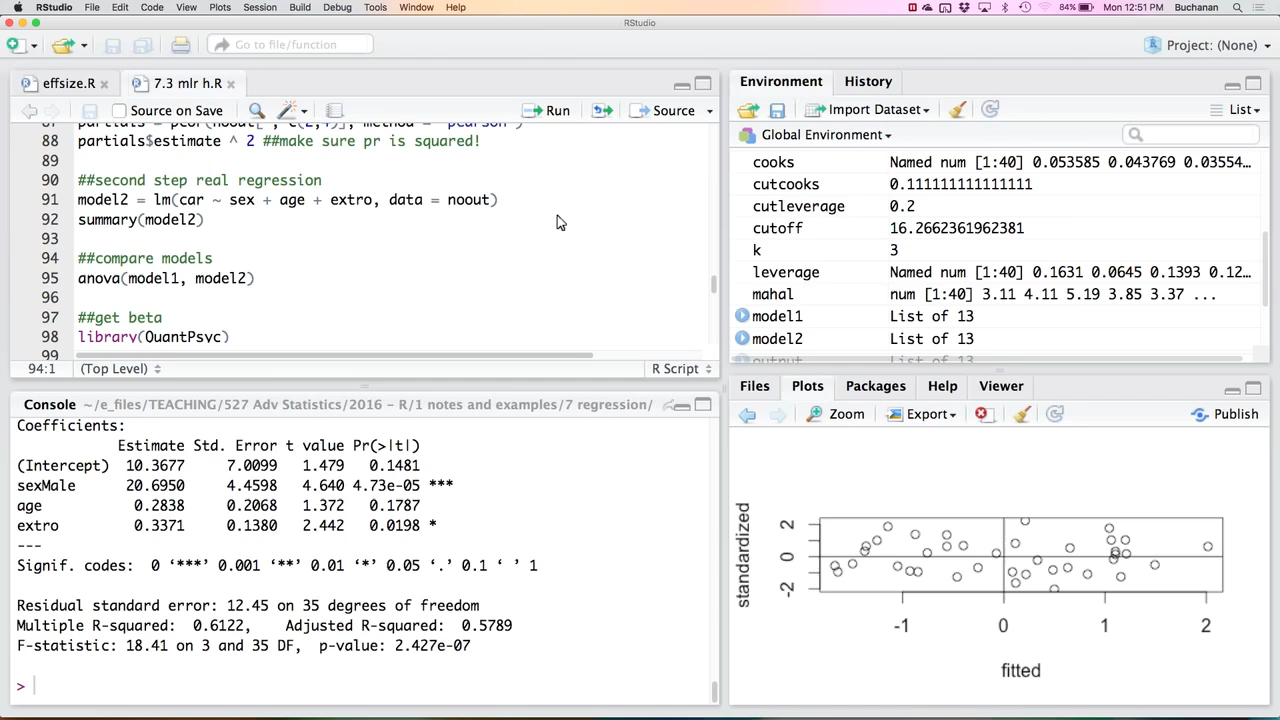 RStudio File Edit Code View Plots Session Build Debug Tools Window Help 84% Mon 12:51 PM Buchanan
RStudio
Go to file/function Project: (None)
effsize.R 7.3 mlr h.R
Source on Save Run Source
88 partials$estimate ^ 2 ##make sure pr is squared!
89
90 ##second step real regression
91 model2 = lm(car ~ sex + age + extro, data = noout)
92 summary(model2)
93
94 ##compare models
95 anova(model1, model2)
96
97 ##get beta
98 library(QuantPsyc)
99
94:1 (Top Level) R Script
Console ~/e_files/TEACHING/527 Adv Statistics/2016 - R/1 notes and examples/7 regression/
Coefficients:
Estimate Std. Error t value Pr(>|t|)
(Intercept) 10.3677 7.0099 1.479 0.1481
sexMale 20.6950 4.4598 4.640 4.73e-05 ***
age 0.2838 0.2068 1.372 0.1787
extro 0.3371 0.1380 2.442 0.0198 *
---
Signif. codes: 0 ‘***’ 0.001 ‘**’ 0.01 ‘*’ 0.05 ‘.’ 0.1 ‘ ’ 1
Residual standard error: 12.45 on 35 degrees of freedom
Multiple R-squared: 0.6122, Adjusted R-squared: 0.5789
F-statistic: 18.41 on 3 and 35 DF, p-value: 2.427e-07
>
Environment History
Import Dataset List
Global Environment
cooks Named num [1:40] 0.053585 0.043769 0.03554…
cutcooks 0.111111111111111
cutleverage 0.2
cutoff 16.2662361962381
k 3
leverage Named num [1:40] 0.1631 0.0645 0.1393 0.12…
mahal num [1:40] 3.11 4.11 5.19 3.85 3.37 ...
model1 List of 13
model2 List of 13
output List of 13
Files Plots Packages Help Viewer
Zoom Export Publish
standardized
2
0
-2
-1 0 1 2
fitted